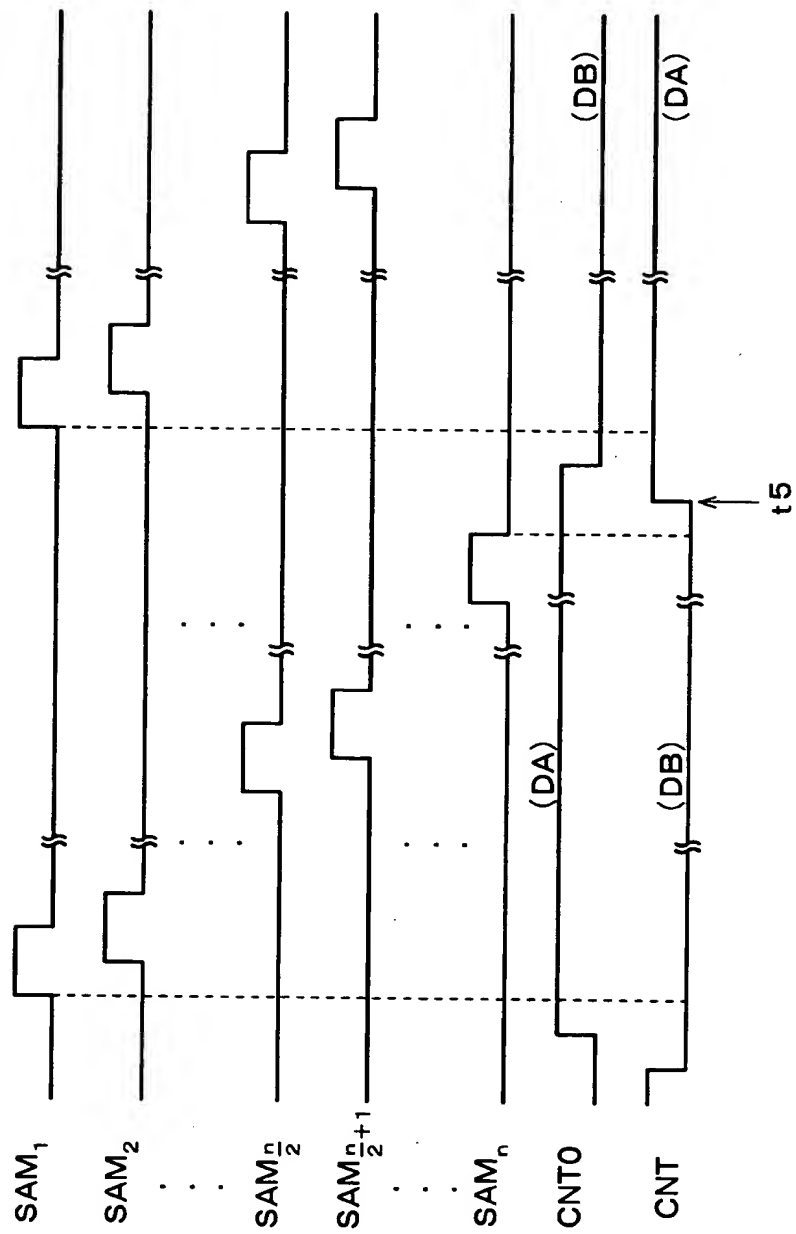 SAM₁
SAM₂
. . . .
. . .
. . .
SAMn/2
SAMn/2+1
. . . .
. . .
. . .
SAMₙ
CNT0
(DA)
(DB)
CNT
(DB)
(DA)
t5